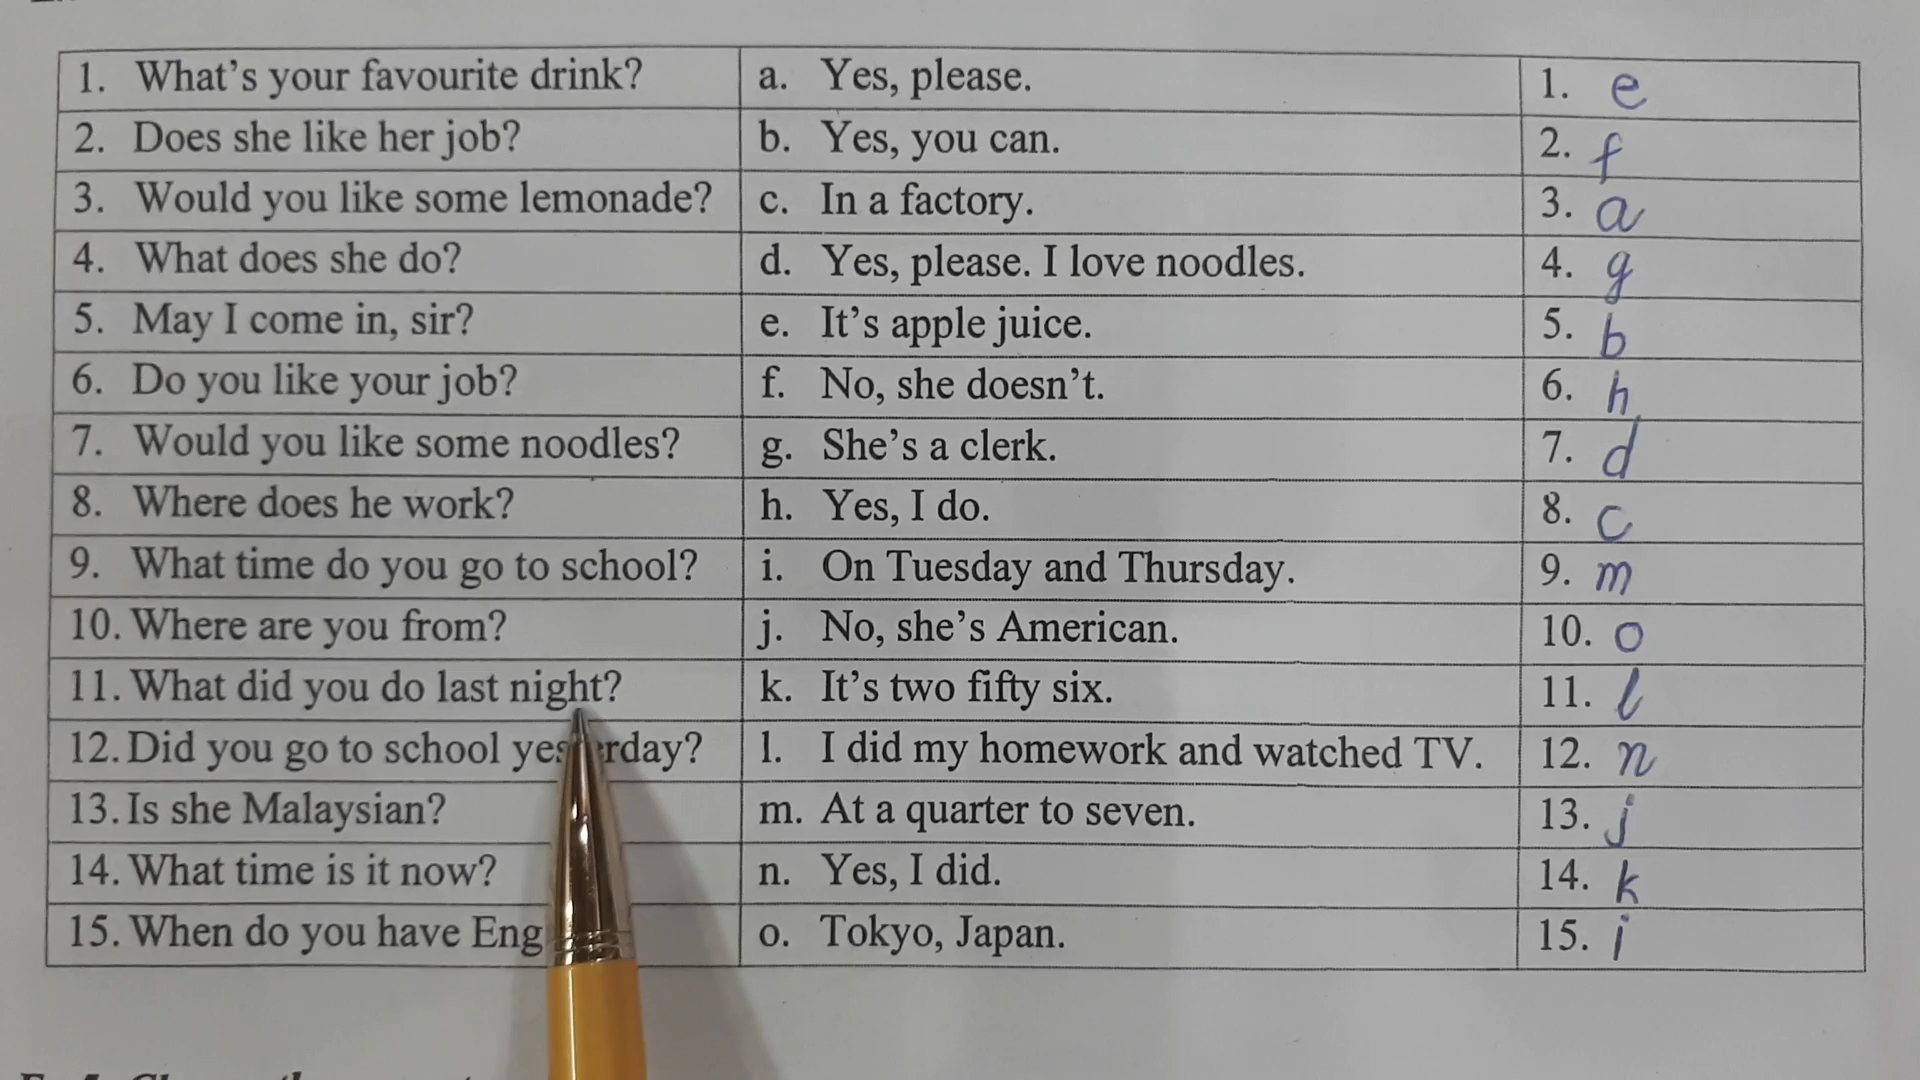 1. What's your favourite drink? a. Yes, please. 1. e
2. Does she like her job? b. Yes, you can. 2. f
3. Would you like some lemonade? c. In a factory. 3. a
4. What does she do? d. Yes, please. I love noodles. 4. g
5. May I come in, sir? e. It's apple juice. 5. b
6. Do you like your job? f. No, she doesn't. 6. h
7. Would you like some noodles? g. She's a clerk. 7. d
8. Where does he work? h. Yes, I do. 8. c
9. What time do you go to school? i. On Tuesday and Thursday. 9. m
10. Where are you from? j. No, she's American. 10. o
11. What did you do last night? k. It's two fifty six. 11. l
12. Did you go to school yesterday? l. I did my homework and watched TV. 12. n
13. Is she Malaysian? m. At a quarter to seven. 13. j
14. What time is it now? n. Yes, I did. 14. k
15. When do you have Eng o. Tokyo, Japan. 15. i